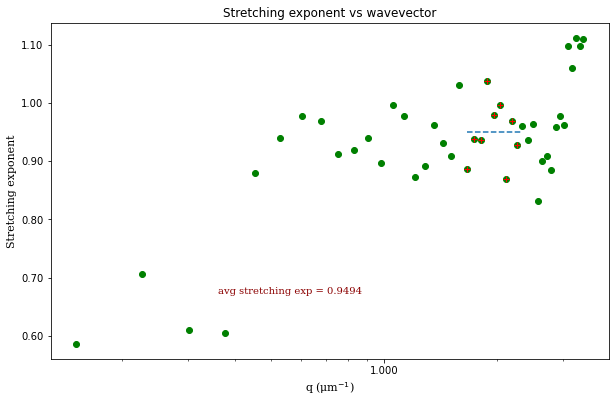 Stretching exponent vs wavevector
1.10
1.00
0.90
0.80
0.70
0.60
Stretching exponent
avg stretching exp = 0.9494
1.000
q (μm⁻¹)